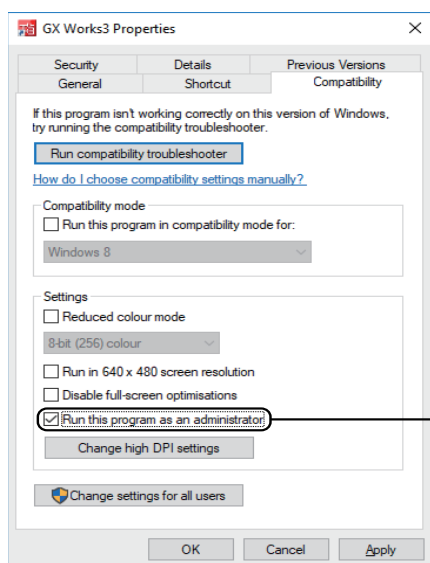 GX Works3 Properties
Security Details Previous Versions
General Shortcut Compatibility
If this program isn't working correctly on this version of Windows,
try running the compatibility troubleshooter.
Run compatibility troubleshooter
How do I choose compatibility settings manually?
Compatibility mode
Run this program in compatibility mode for:
Windows 8
Settings
Reduced colour mode
8-bit (256) colour
Run in 640 x 480 screen resolution
Disable full-screen optimisations
Run this program as an administrator
Change high DPI settings
Change settings for all users
OK Cancel Apply